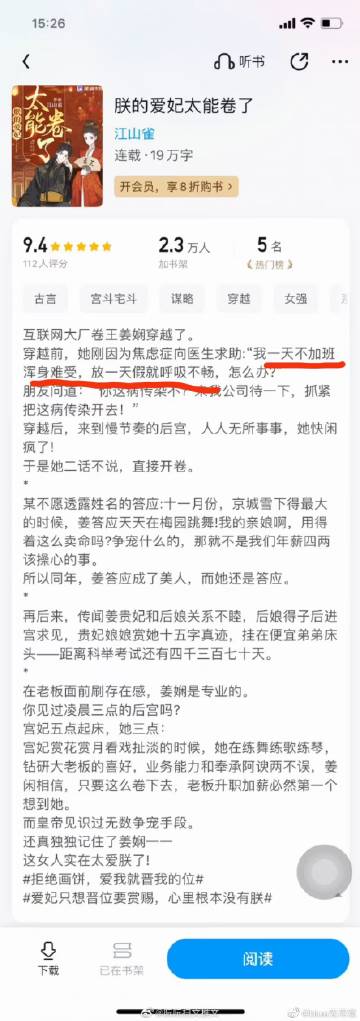 15:26
听书
太能卷了
江山雀
朕的爱妃太能卷了
江山雀
连载·19万字
开会员，享8折购书 >
9.4
112人评分
2.3 万人
加书架
5 名
热门榜 >
古言
宫斗宅斗
谋略
穿越
女强
互联网大厂卷王姜娴穿越了。
穿越前，她刚因为焦虑症向医生求助:“我一天不加班
浑身难受，放一天假就呼吸不畅，怎么办？
朋友问道：“你这病传染不？来我公司待一下，抓紧
把这病传染开去！”
穿越后，来到慢节奏的后宫，人人无所事事，她快闲
疯了!
于是她二话不说，直接开卷。
*
某不愿透露姓名的答应:十一月份，京城雪下得最大
的时候，姜答应天天在梅园跳舞!我的亲娘啊，用得
着这么卖命吗?争宠什么的，那就不是我们年薪四两
该操心的事。
所以同年，姜答应成了美人，而她还是答应。
*
再后来，传闻姜贵妃和后娘关系不睦，后娘得子后进
宫求见，贵妃娘娘赏她十五字真迹，挂在便宜弟弟床
头——距离科举考试还有四千三百七十天。
*
在老板面前刷存在感，姜娴是专业的。
你见过凌晨三点的后宫吗?
宫妃五点起床，她三点：
宫妃赏花赏月看戏扯淡的时候，她在练舞练歌练琴，
钻研大老板的喜好，业务能力和奉承阿谀两不误，姜
闲相信，只要这么卷下去，老板升职加薪必然第一个
想到她。
而皇帝见识过无数争宠手段。
还真独独记住了姜娴一一
这女人实在太爱朕了!
#拒绝画饼，爱我就晋我的位#
#爱妃只想晋位要赏赐，心里根本没有朕#
下载
已在书架
阅读